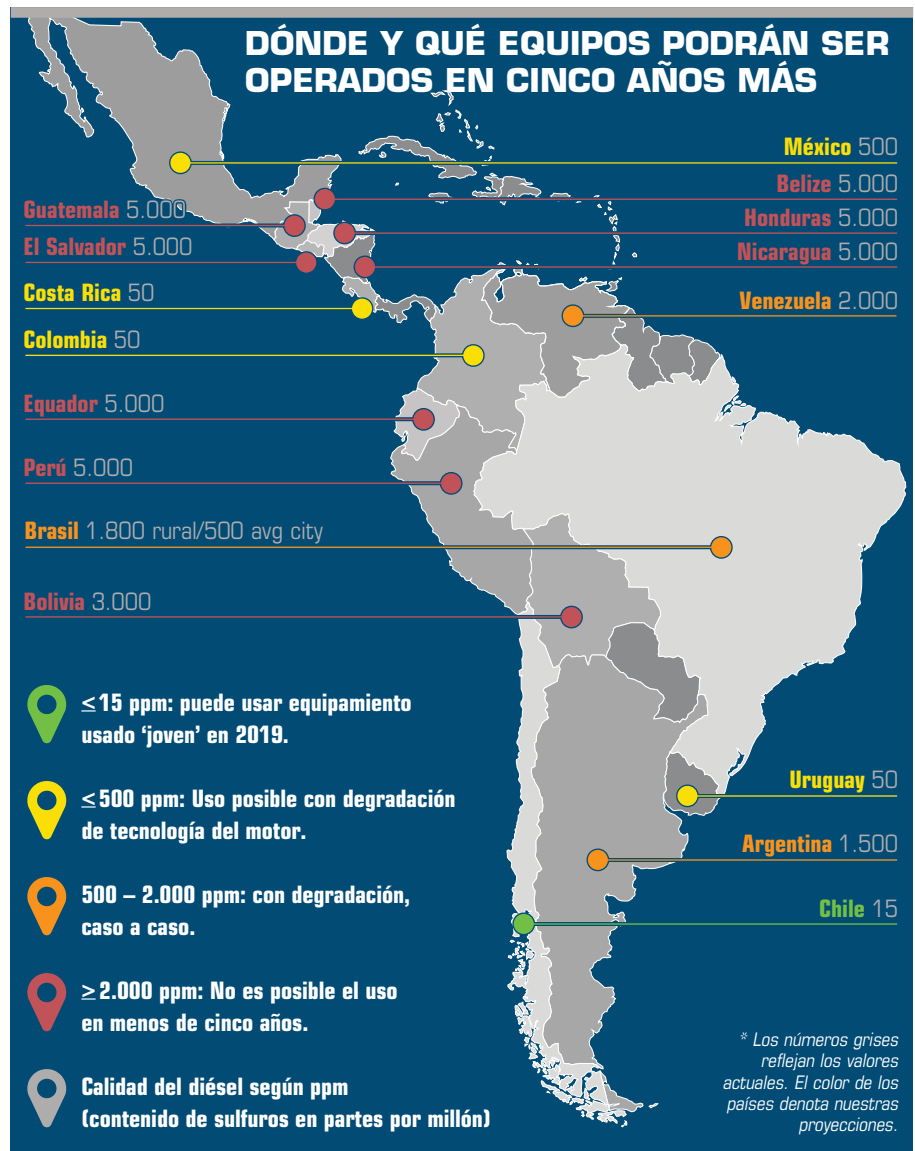 DÓNDE Y QUÉ EQUIPOS PODRÁN SER
OPERADOS EN CINCO AÑOS MÁS
México 500
Belize 5.000
Guatemala 5.000
Honduras 5.000
El Salvador 5.000
Nicaragua 5.000
Costa Rica 50
Venezuela 2.000
Colombia 50
Equador 5.000
Perú 5.000
Brasil 1.800 rural/500 avg city
Bolivia 3.000
≤15 ppm: puede usar equipamiento
usado ‘joven’ en 2019.
≤500 ppm: Uso posible con degradación
de tecnología del motor.
500 – 2.000 ppm: con degradación,
caso a caso.
≥2.000 ppm: No es posible el uso
en menos de cinco años.
Calidad del diésel según ppm
(contenido de sulfuros en partes por millón)
Uruguay 50
Argentina 1.500
Chile 15
* Los números grises
reflejan los valores
actuales. El color de los
países denota nuestras
proyecciones.